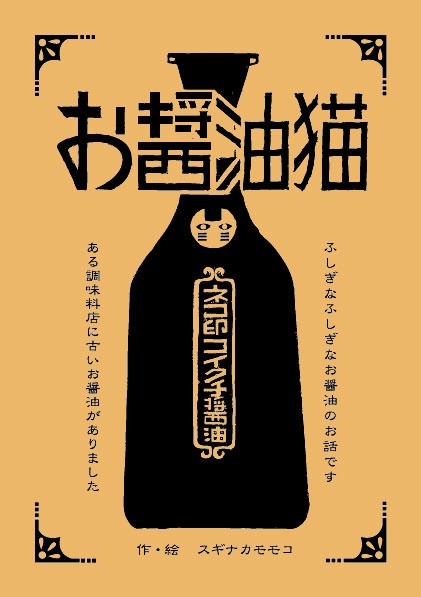 お醤油猫
ふしぎなふしぎなお醤油のお話です
ネコ印コイクチ醤油
ある調味料店に古いお醤油がありました
作・絵 スギナカモモコ